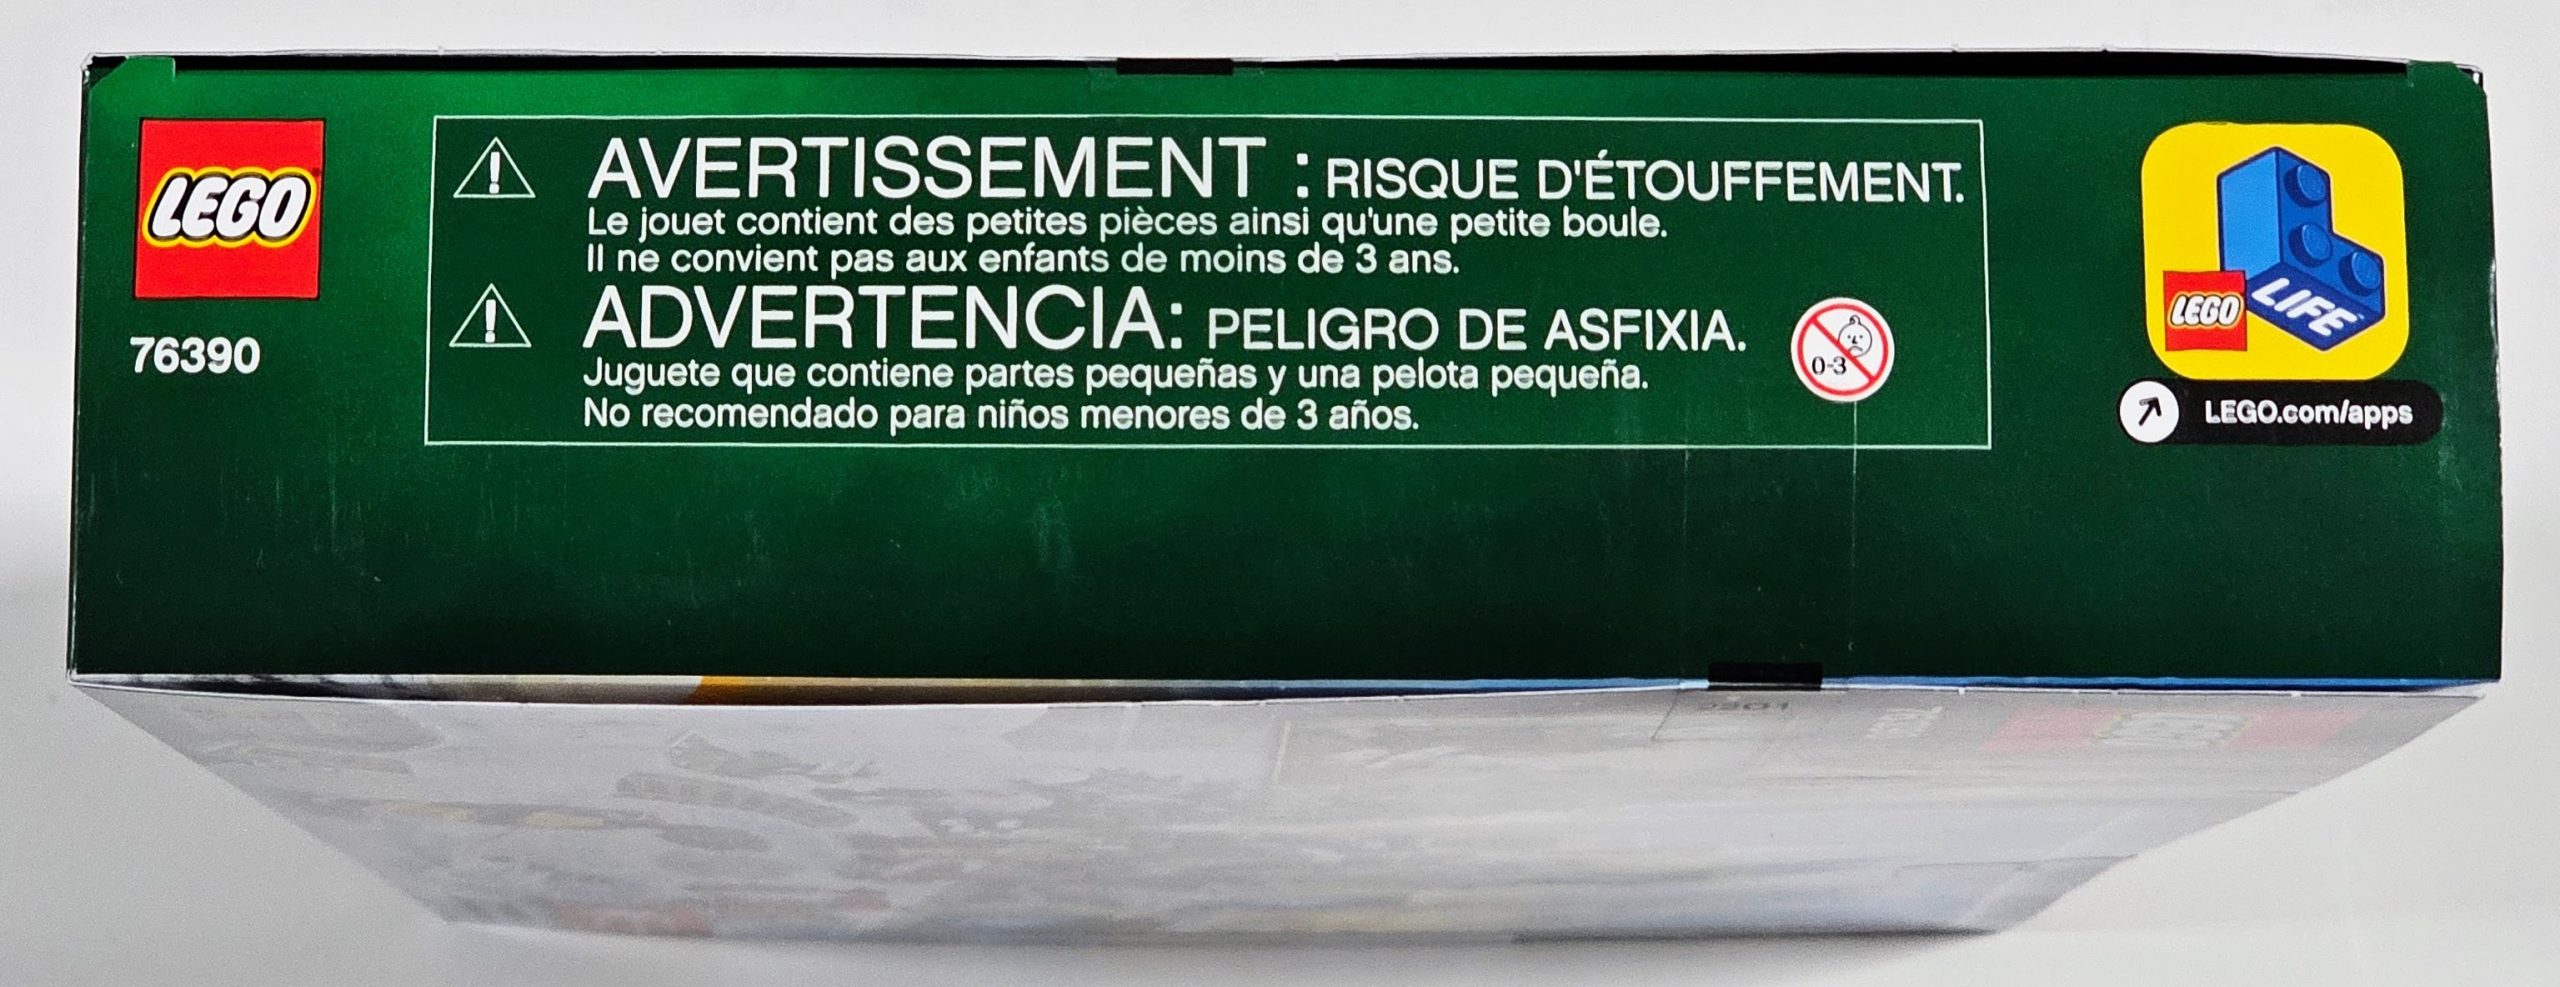 LEGO
76390
AVERTISSEMENT : RISQUE D'ÉTOUFFEMENT.
Le jouet contient des petites pièces ainsi qu'une petite boule.
Il ne convient pas aux enfants de moins de 3 ans.
ADVERTENCIA: PELIGRO DE ASFIXIA.
Juguete que contiene partes pequeñas y una pelota pequeña.
No recomendado para niños menores de 3 años.
0-3
LEGO
LIFE™
LEGO.com/apps